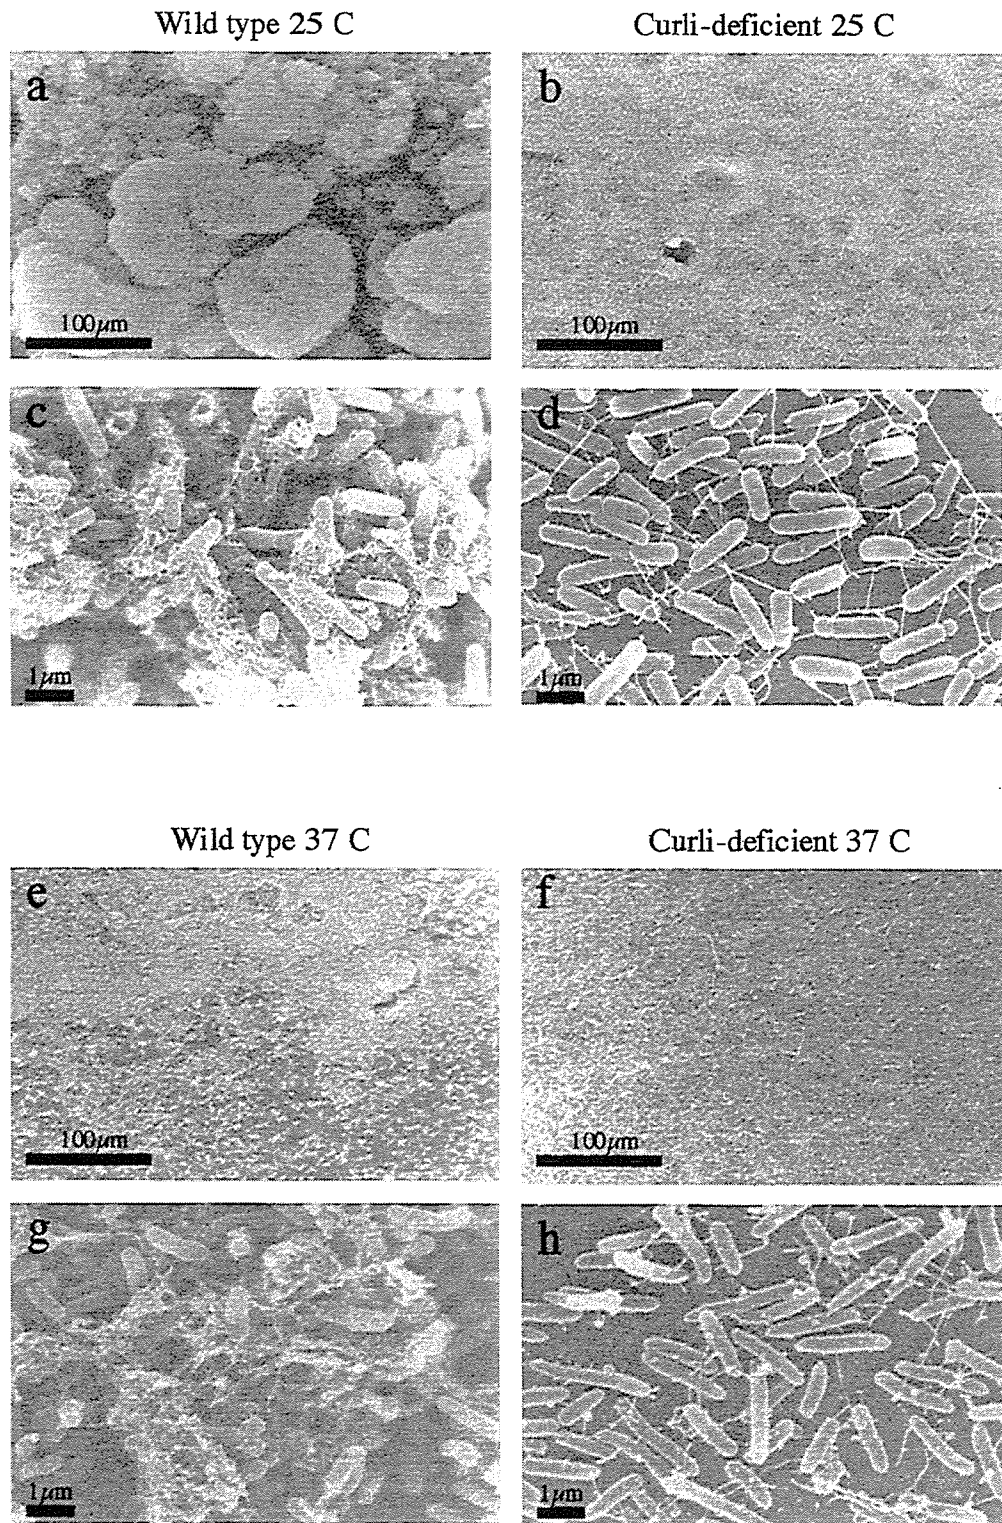 Wild type 25 C
Curli-deficient 25 C
a
b
100μm
100μm
c
d
1μm
1μm
Wild type 37 C
Curli-deficient 37 C
e
f
100μm
100μm
g
h
1μm
1μm